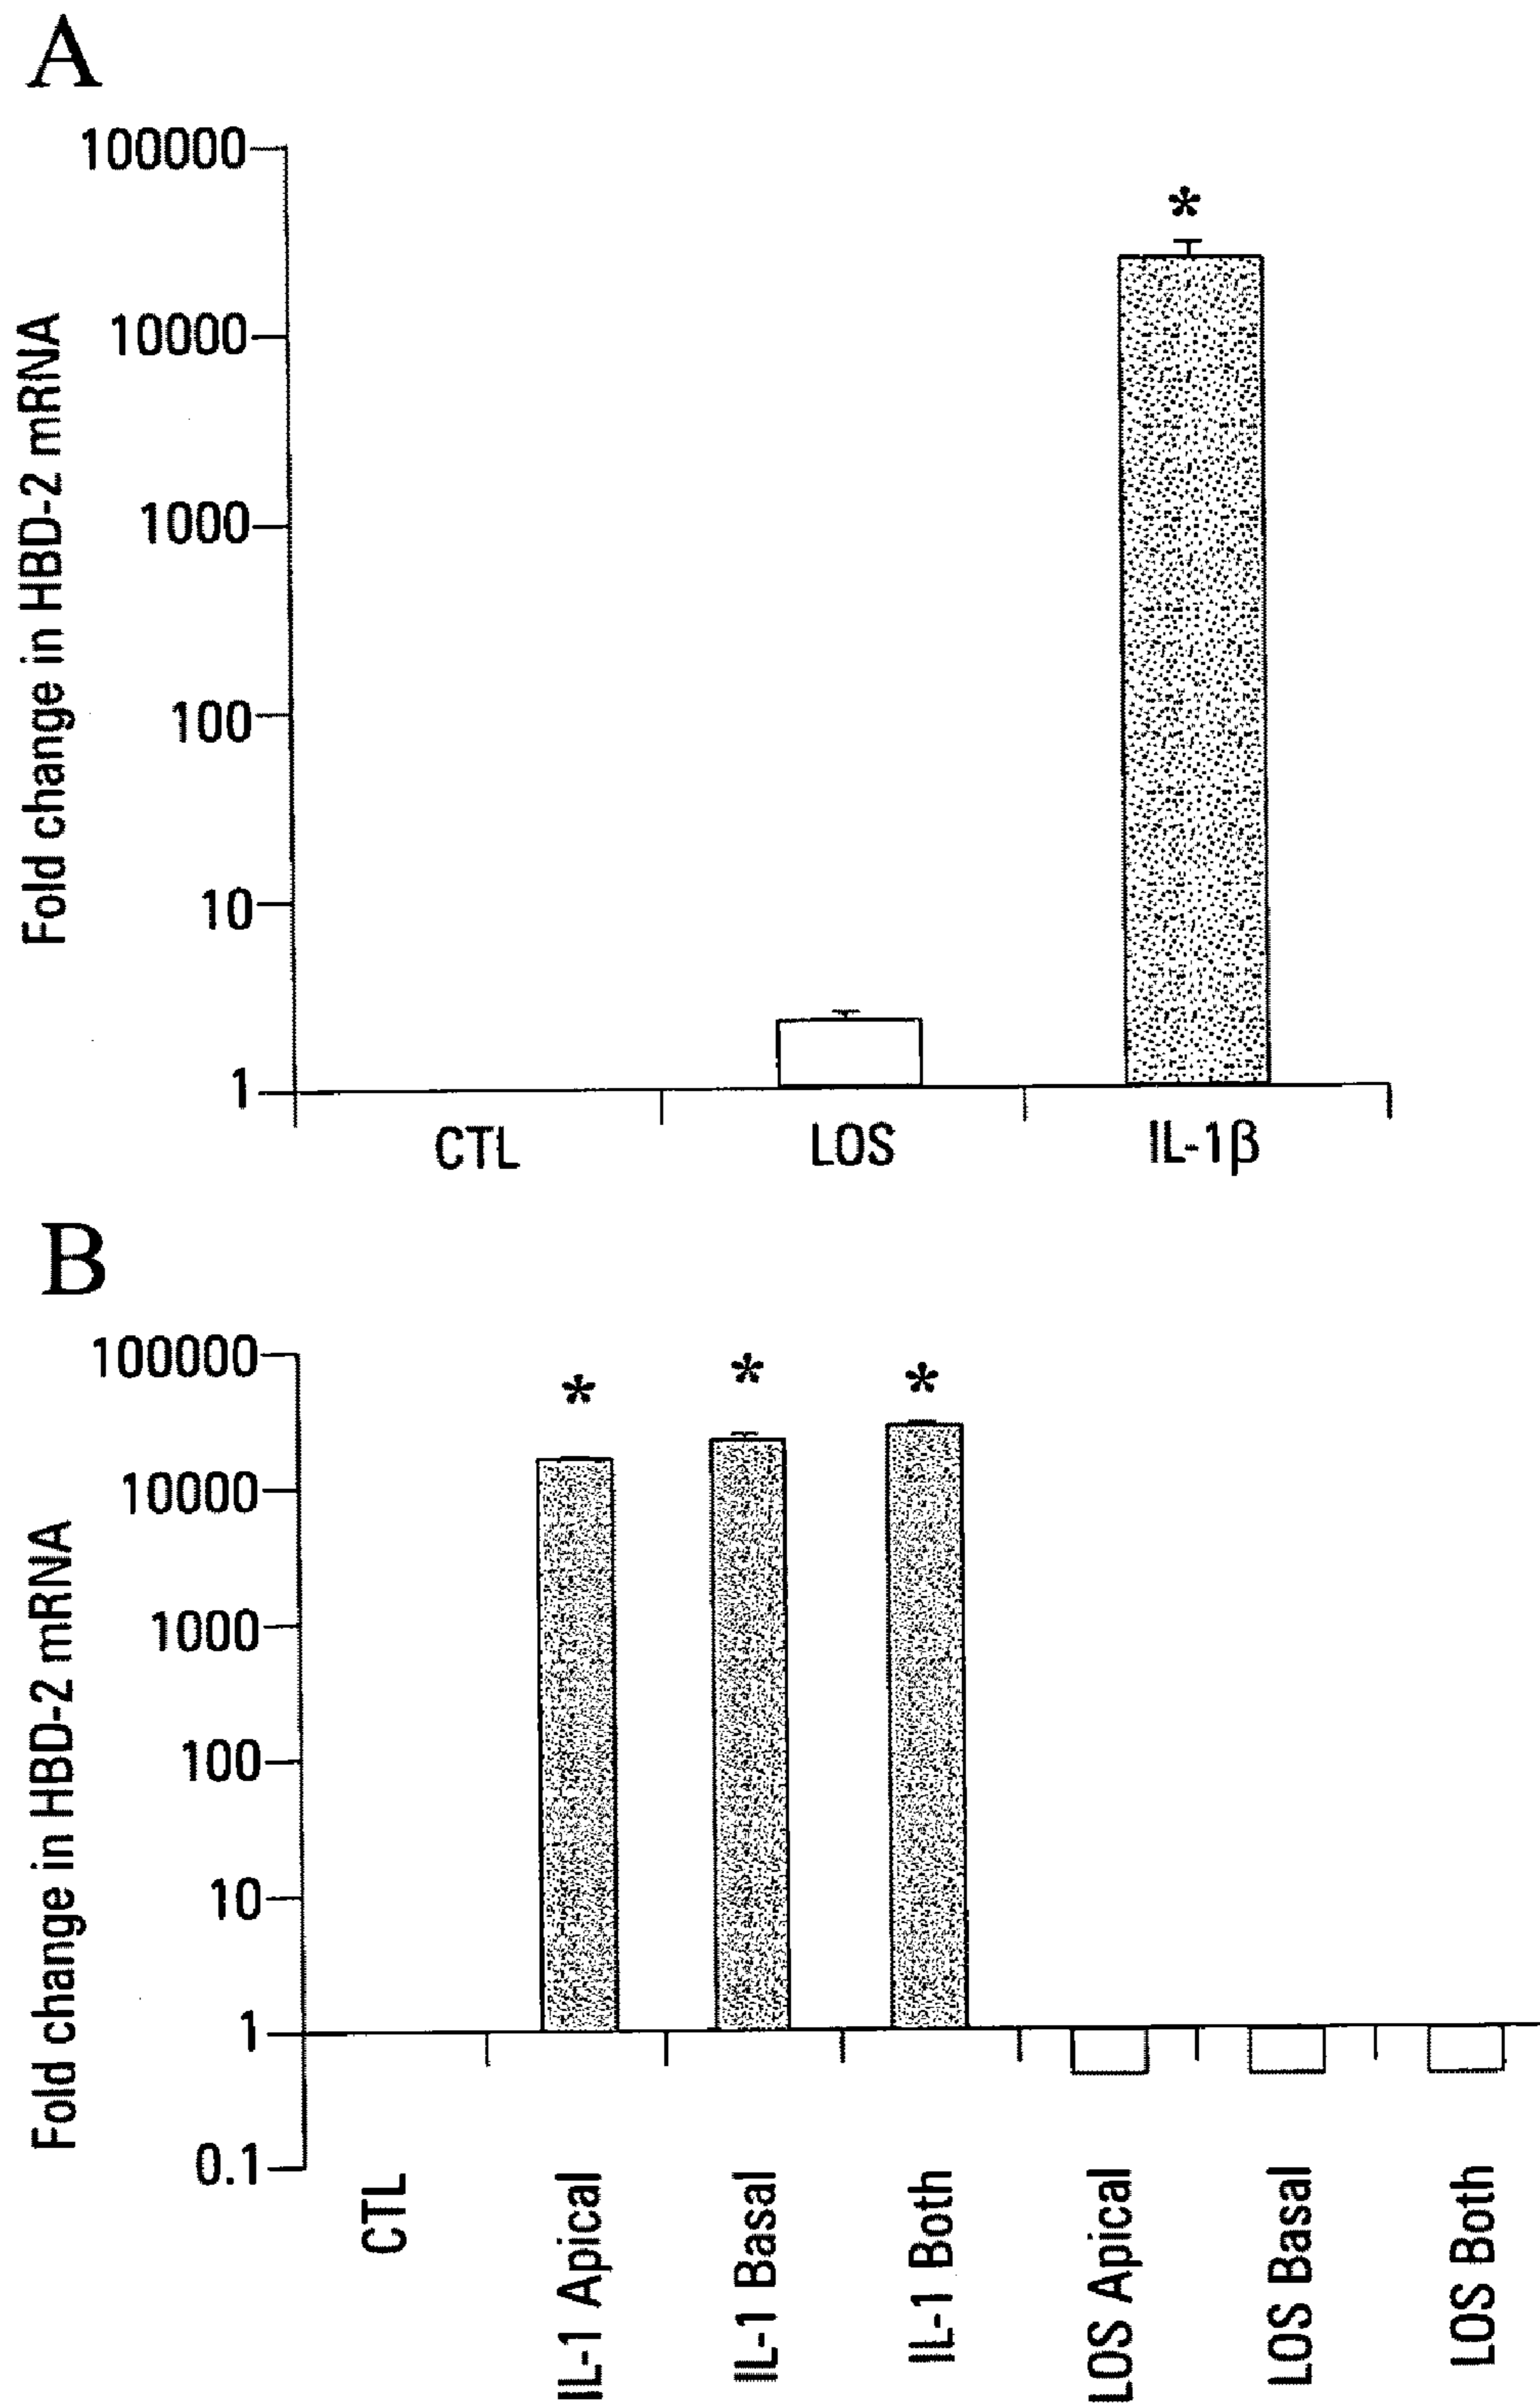 A
100000
10000
1000
100
10
1
Fold change in HBD-2 mRNA
*
CTL
LOS
IL-1β
B
100000
10000
1000
100
10
1
0.1
Fold change in HBD-2 mRNA
*
*
*
CTL
IL-1 Apical
IL-1 Basal
IL-1 Both
LOS Apical
LOS Basal
LOS Both